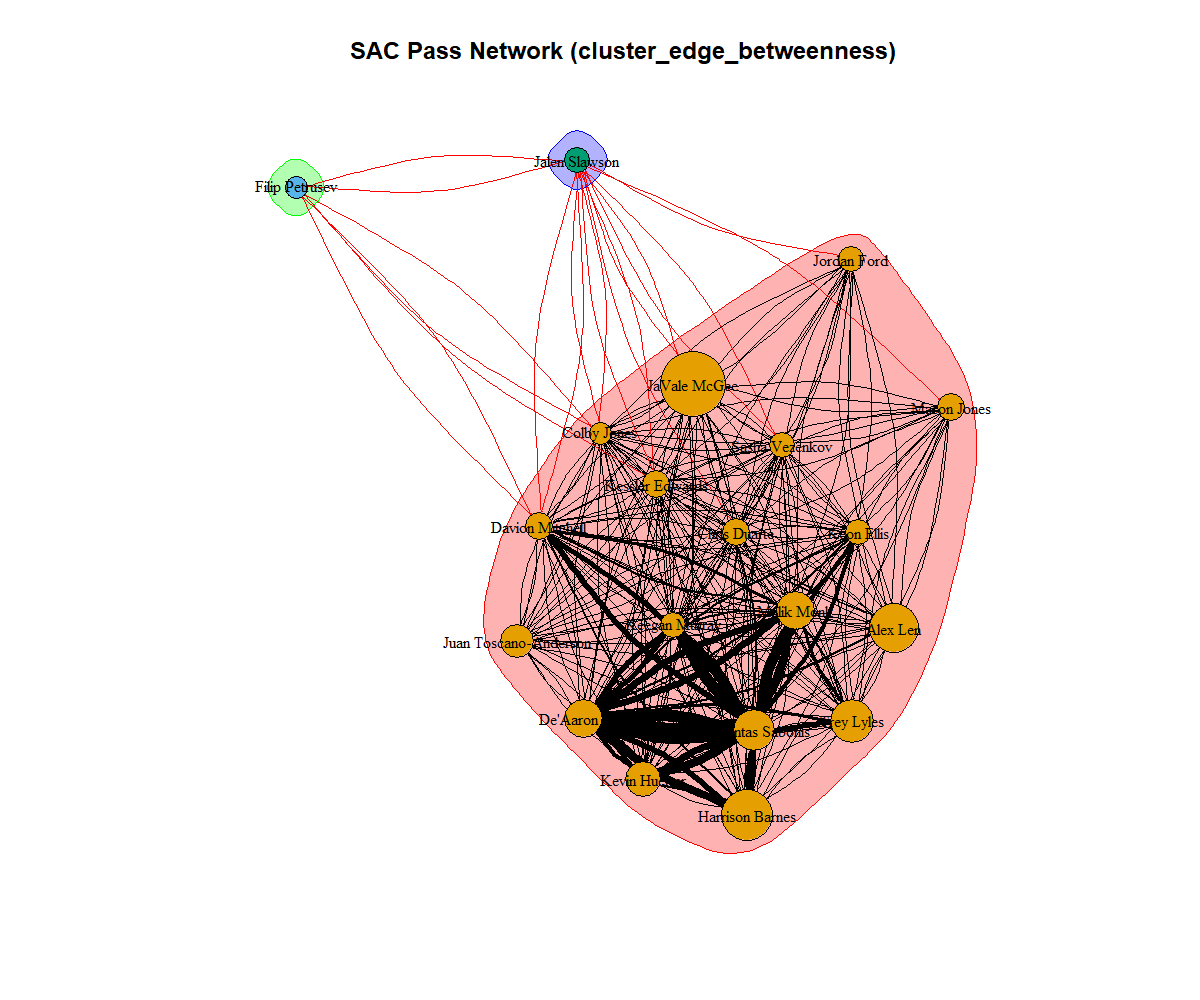 SAC Pass Network (cluster_edge_betweenness)
Jalen Slawson
Filip Petrusev
Jordan Ford
JaVale McGee
Mason Jones
Colby Jones
Sasha Vezenkov
Kessler Edwards
Davion Mitchell
Chris Duarte
Keon Ellis
Malik Monk
Keegan Murray
Alex Len
Juan Toscano-Anderson
De'Aaron
Domantas Sabonis
Trey Lyles
Kevin Huerter
Harrison Barnes